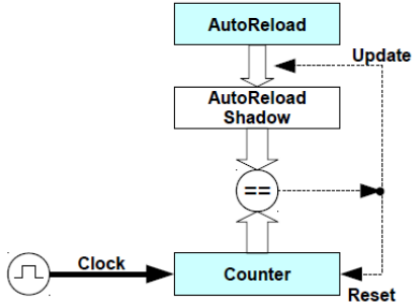 AutoReload
Update
AutoReload
Shadow
==
Clock
Counter
Reset